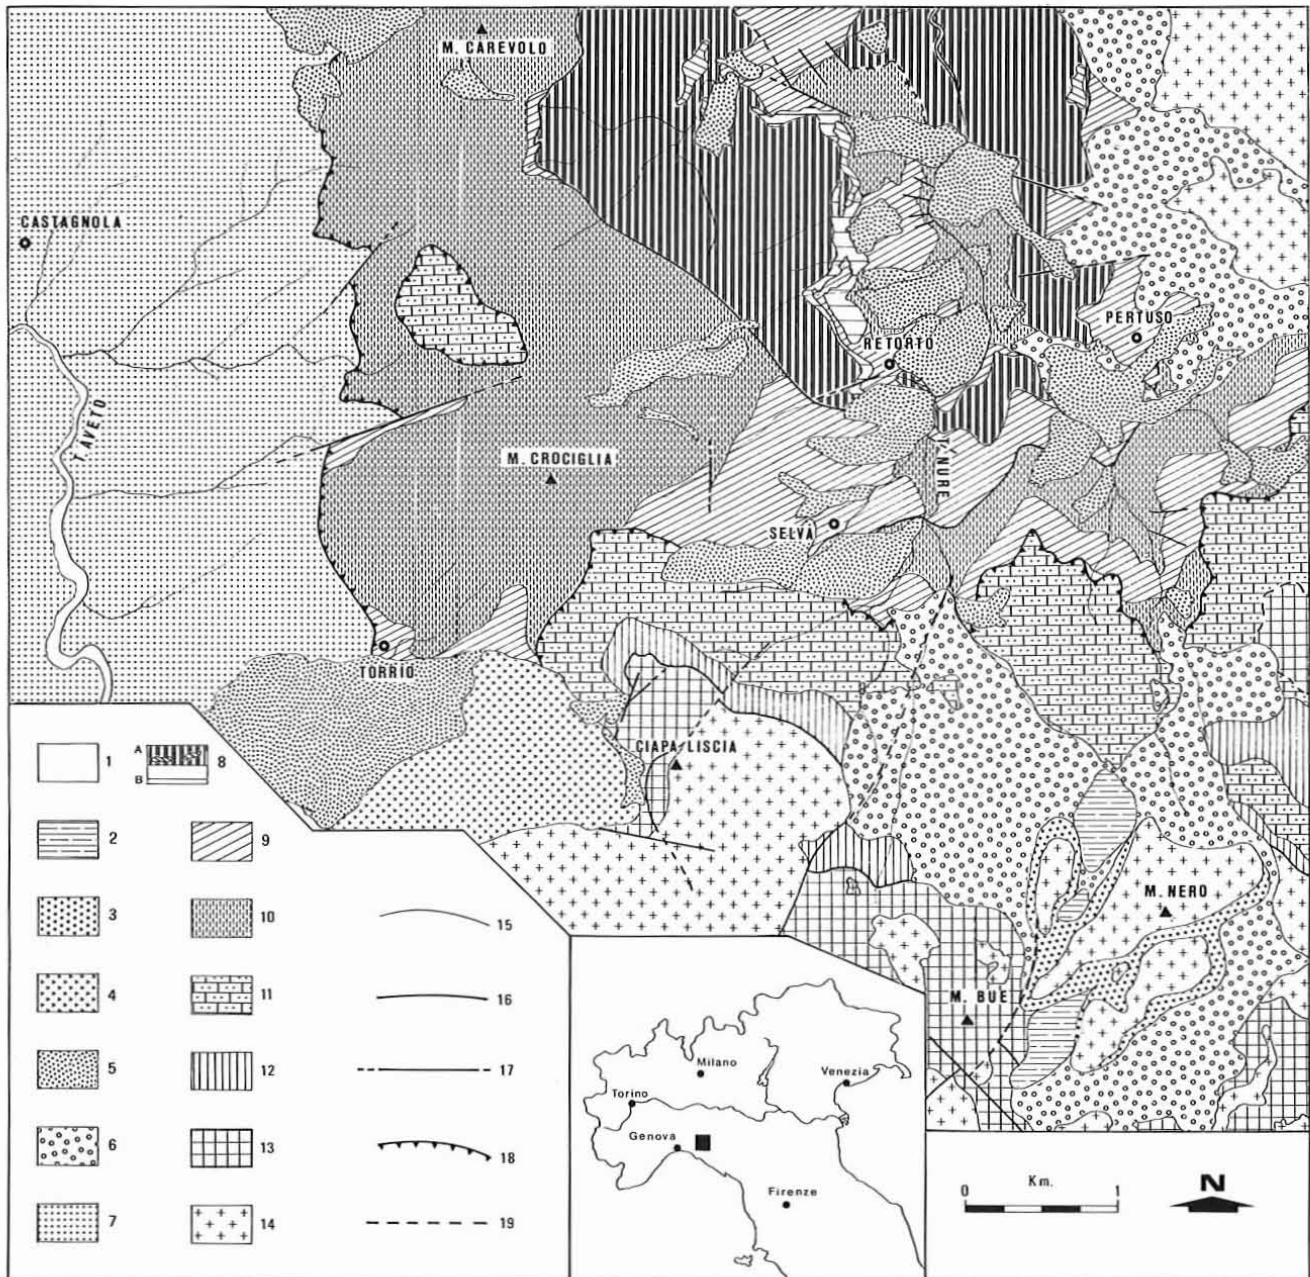 M. CAREVOLO
CASTAGNOLA
PERTUSO
RETORTO
T. AVETO
M. CROCIGLIA
T. NURE
SELVA
TORRIO
CIAPA LISCIA
M. NERO
M. BUE
1
A
B
8
2
9
3
10
15
4
11
16
5
12
17
6
13
18
7
14
19
Milano
Venezia
Torino
Genova
Firenze
Km.
0
1
N